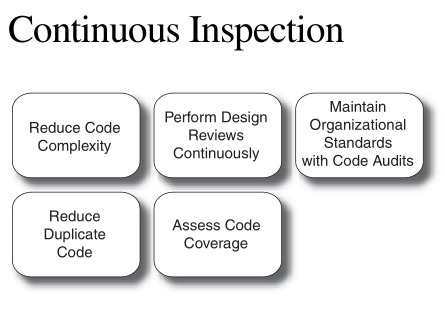 Continuous Inspection
Reduce Code
Complexity
Perform Design
Reviews
Continuously
Maintain
Organizational
Standards
with Code Audits
Reduce
Duplicate
Code
Assess Code
Coverage